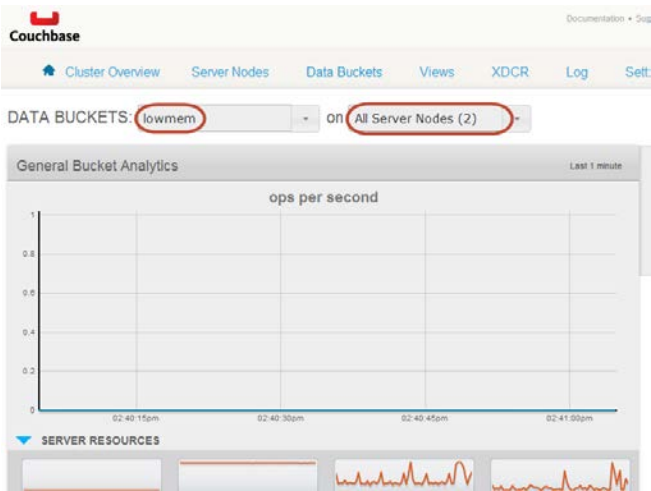 Couchbase
Documentation •
Cluster Overview Server Nodes Data Buckets Views XDCR Log
DATA BUCKETS: lowmem on All Server Nodes (2)
General Bucket Analytics Last 1 minute
ops per second
1
0.8
0.6
0.4
0.2
0
02:40:15pm 02:40:30pm 02:40:45pm 02:41:00pm
SERVER RESOURCES